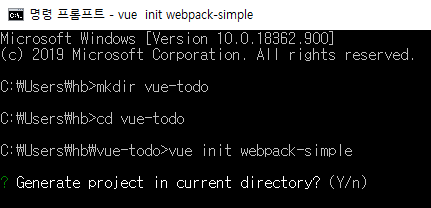 명령 프롬프트 - vue  init webpack-simple
Microsoft Windows [Version 10.0.18362.900]
(c) 2019 Microsoft Corporation. All rights reserved.
C:₩Users₩hb>mkdir vue-todo
C:₩Users₩hb>cd vue-todo
C:₩Users₩hb₩vue-todo>vue init webpack-simple
? Generate project in current directory? (Y/n)